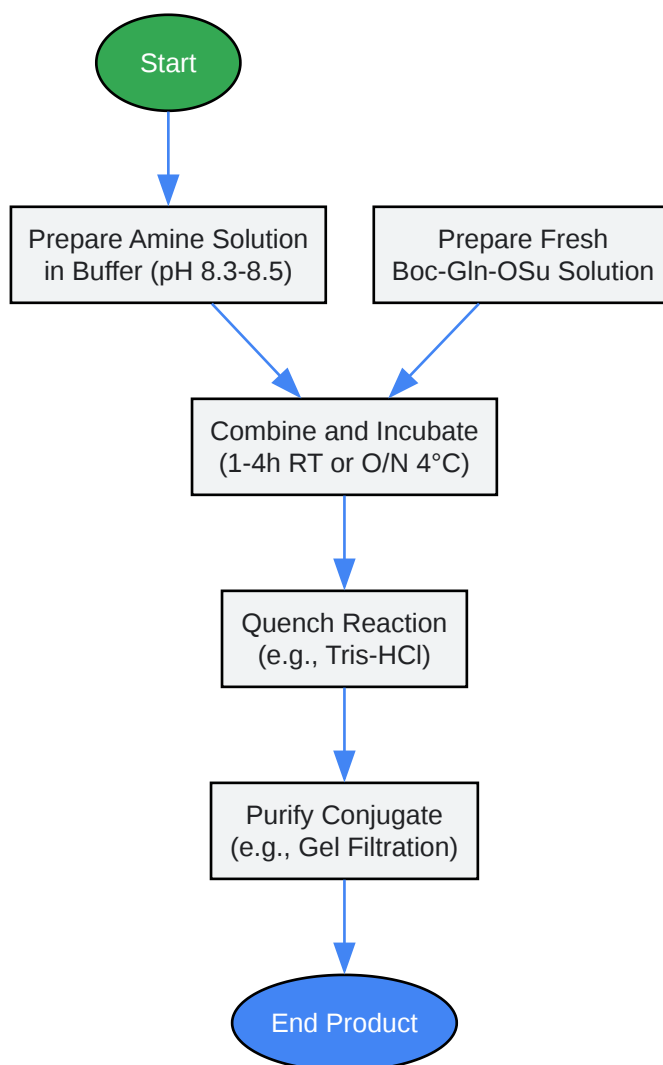 Start
Prepare Amine Solution
in Buffer (pH 8.3-8.5)
Prepare Fresh
Boc-Gln-OSu Solution
Combine and Incubate
(1-4h RT or O/N 4°C)
Quench Reaction
(e.g., Tris-HCl)
Purify Conjugate
(e.g., Gel Filtration)
End Product